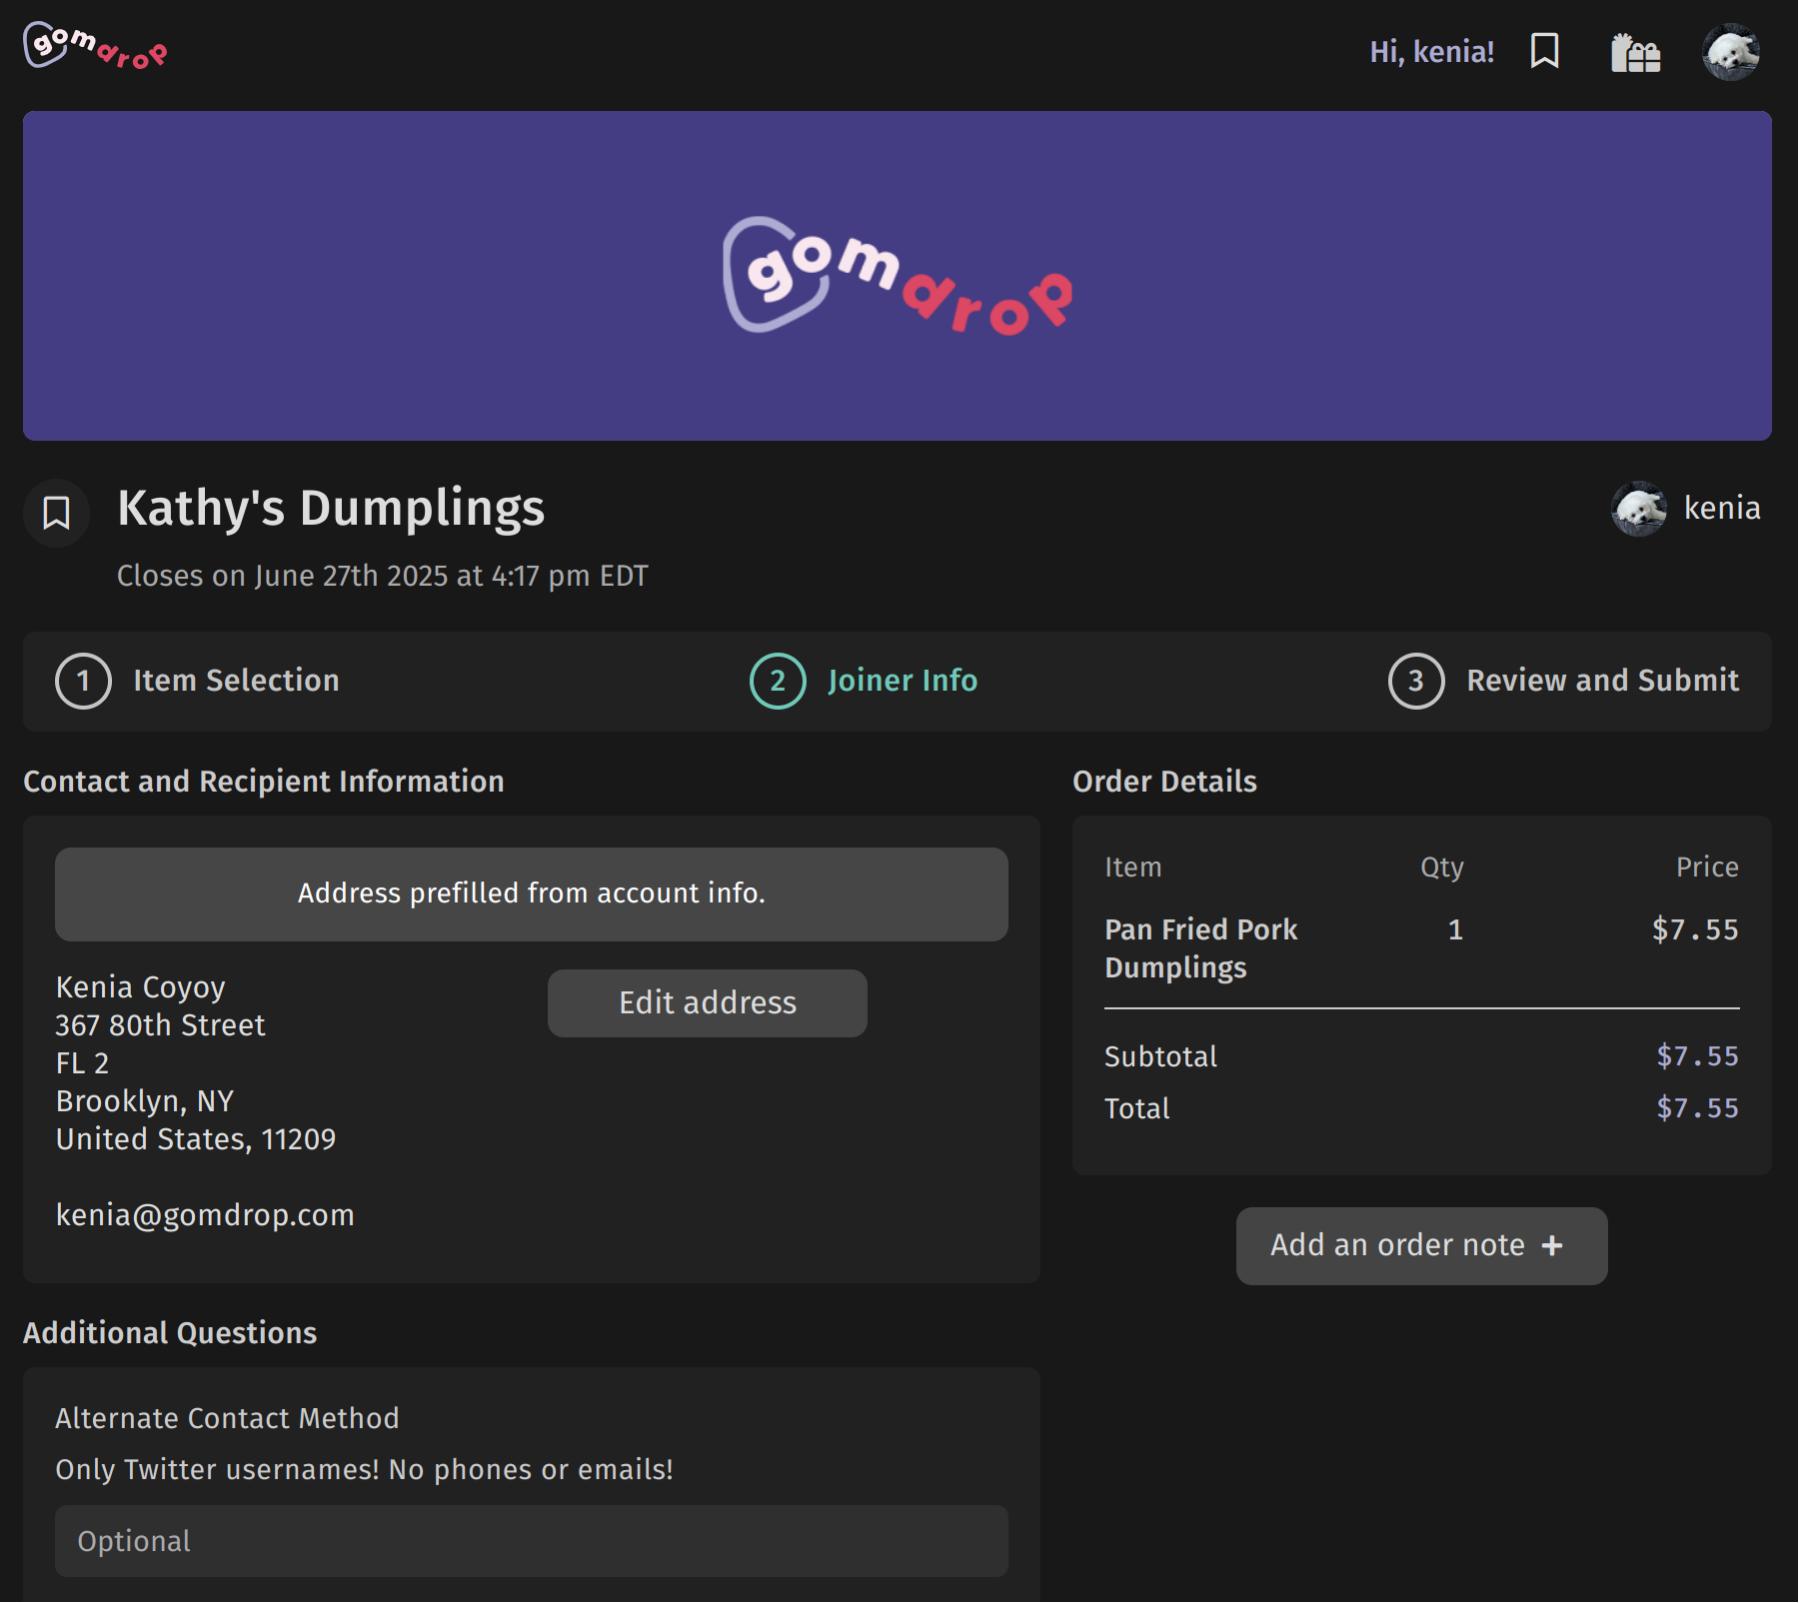 gomdrop
Hi, kenia!
gomdrop
Kathy's Dumplings
kenia
Closes on June 27th 2025 at 4:17 pm EDT
1 Item Selection
2 Joiner Info
3 Review and Submit
Contact and Recipient Information
Address prefilled from account info.
Kenia Coyoy
367 80th Street
FL 2
Brooklyn, NY
United States, 11209
kenia@gomdrop.com
Edit address
Order Details
Item Qty Price
Pan Fried Pork 1 $7.55
Dumplings
Subtotal $7.55
Total $7.55
Add an order note +
Additional Questions
Alternate Contact Method
Only Twitter usernames! No phones or emails!
Optional